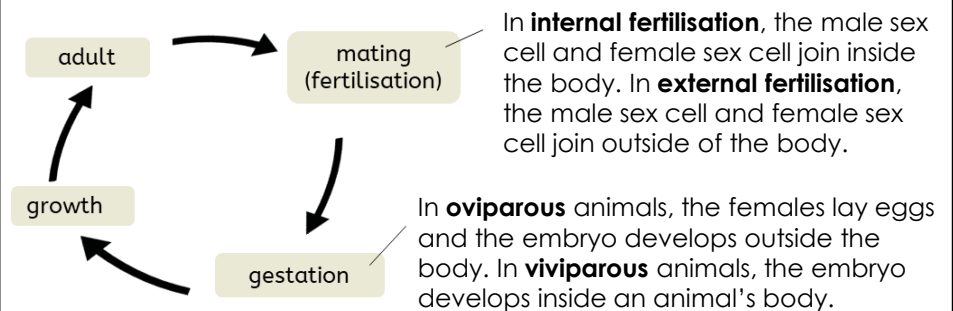 adult
mating
(fertilisation)
In internal fertilisation, the male sex
cell and female sex cell join inside
the body. In external fertilisation,
the male sex cell and female sex
cell join outside of the body.
growth
gestation
In oviparous animals, the females lay eggs
and the embryo develops outside the
body. In viviparous animals, the embryo
develops inside an animal's body.